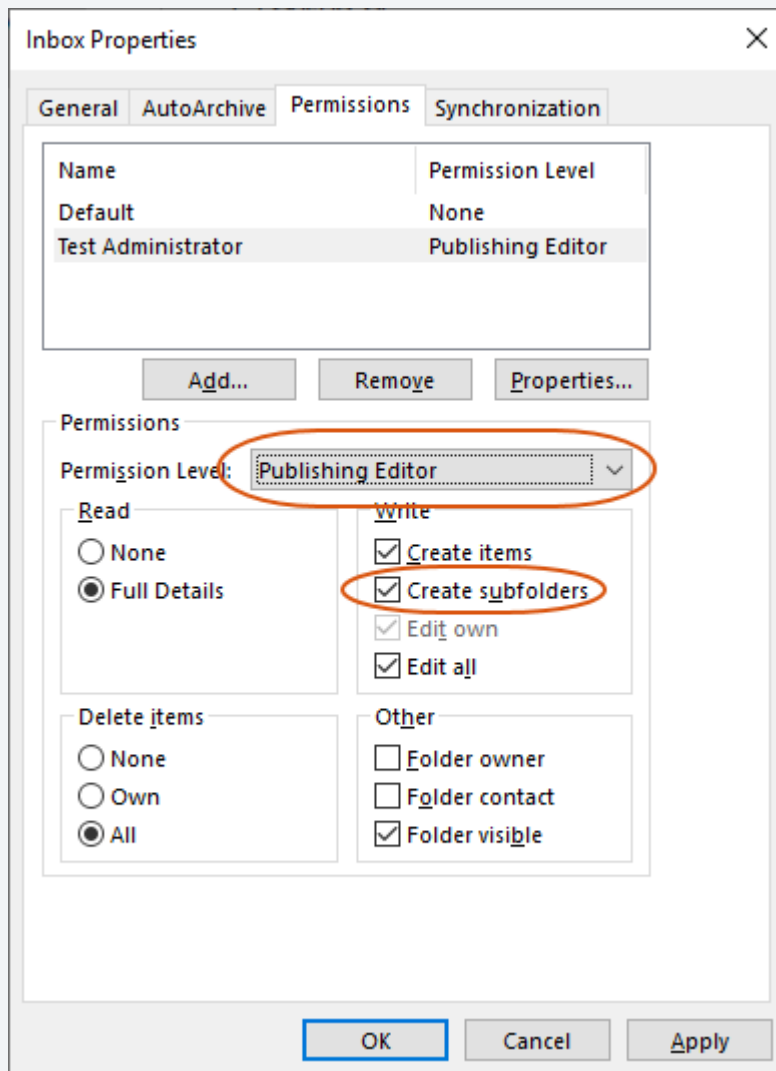 Inbox Properties
General AutoArchive Permissions Synchronization
Name Permission Level
Default None
Test Administrator Publishing Editor
Add... Remove Properties...
Permissions
Permission Level: Publishing Editor
Read Write
None Create items
Full Details Create subfolders
Edit own
Edit all
Delete items Other
None Folder owner
Own Folder contact
All Folder visible
OK Cancel Apply